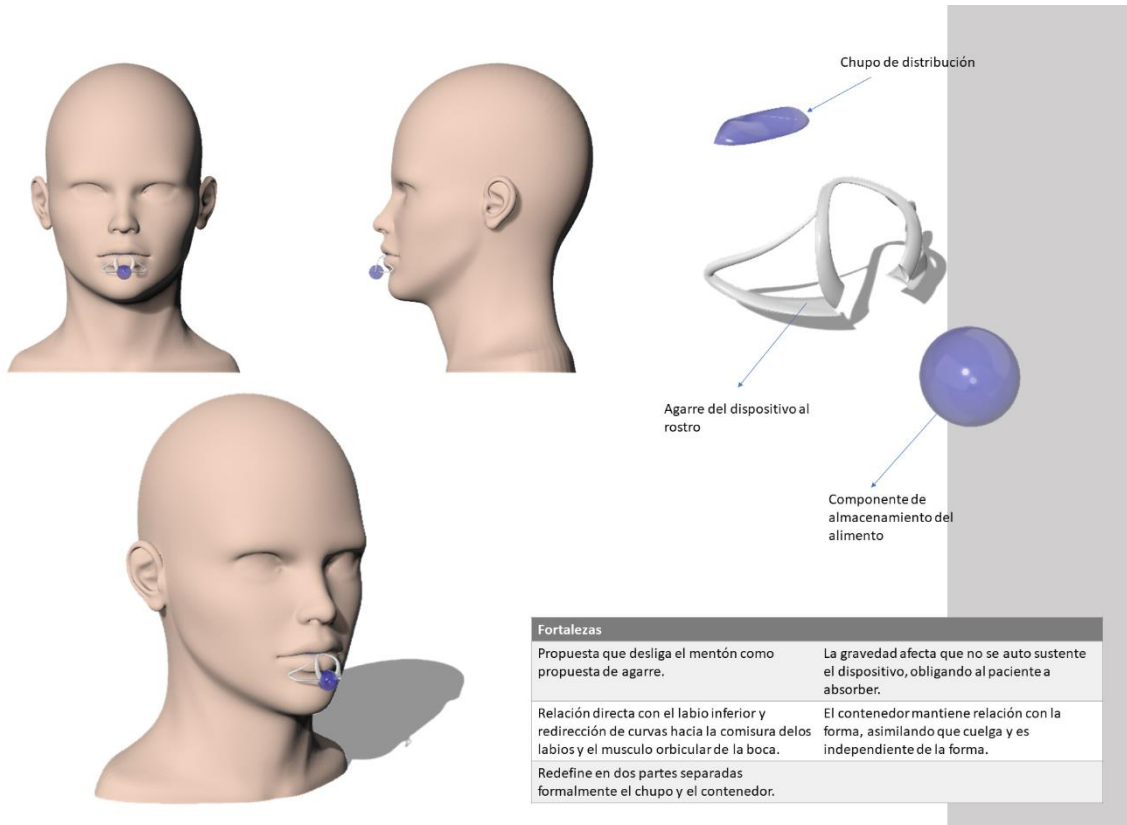 Chupo de distribución
Agarre del dispositivo al
rostro
Componente de
almacenamiento del
alimento
Fortalezas
Propuesta que desliga el mentón como
propuesta de agarre.
La gravedad afecta que no se auto sustente
el dispositivo, obligando al paciente a
absorber.
Relación directa con el labio inferior y
redirección de curvas hacia la comisura delos
labios y el musculo orbicular de la boca.
El contenedor mantiene relación con la
forma, asimilando que cuelga y es
independiente de la forma.
Redefine en dos partes separadas
formalmente el chupo y el contenedor.